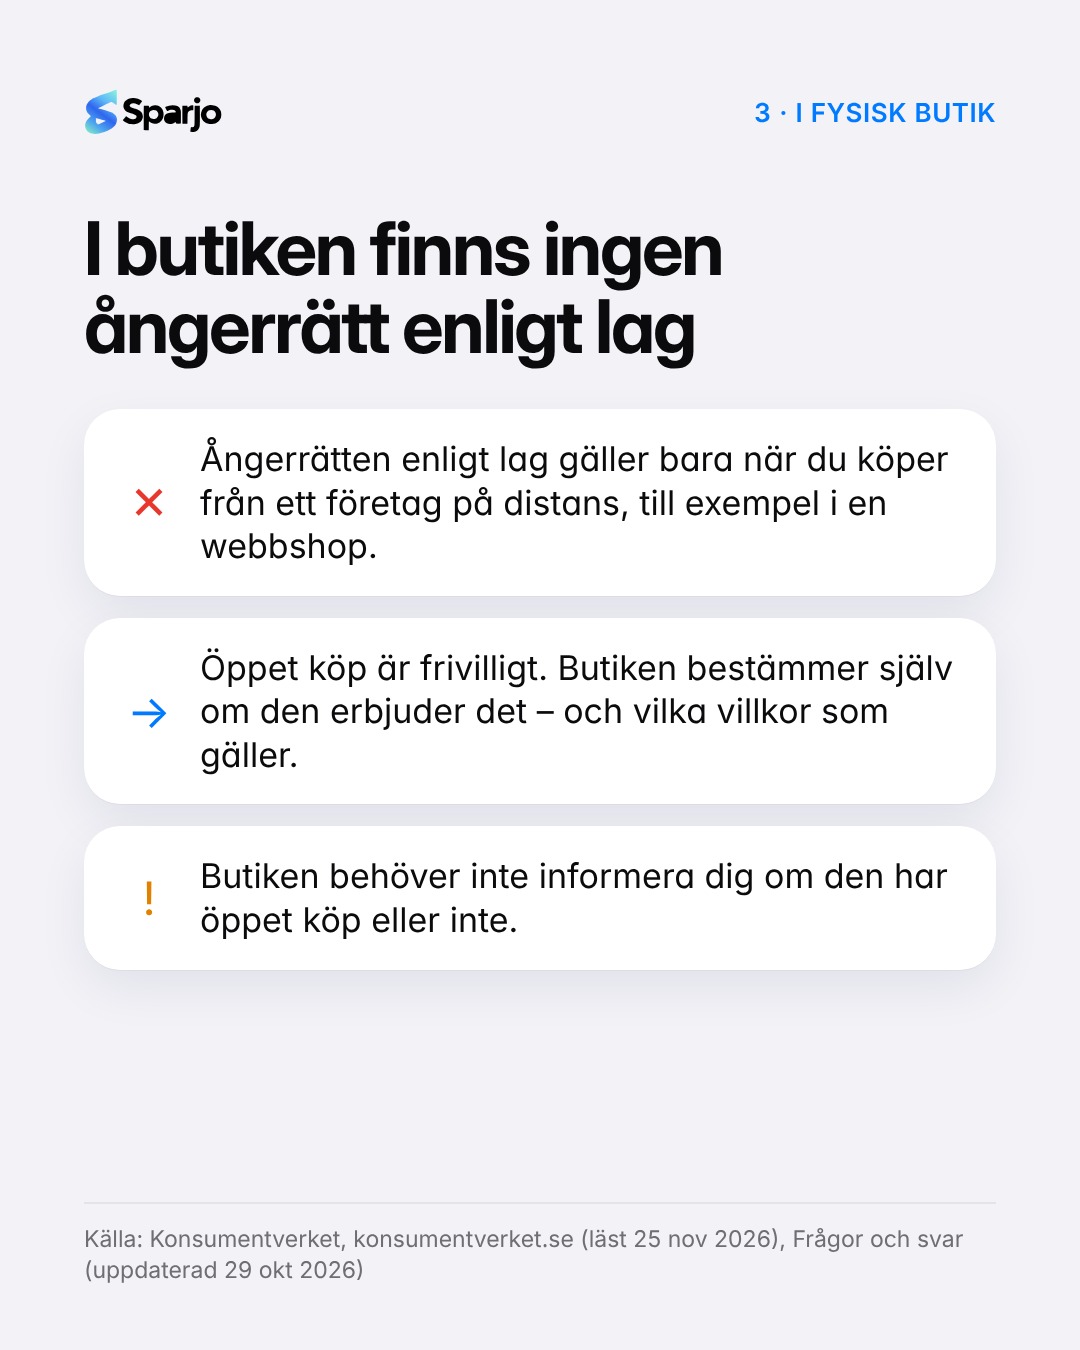 Sparjo
3 · I FYSISK BUTIK
I butiken finns ingen
ångerrätt enligt lag
Ångerrätten enligt lag gäller bara när du köper
från ett företag på distans, till exempel i en
webbshop.
Öppet köp är frivilligt. Butiken bestämmer själv
om den erbjuder det – och vilka villkor som
gäller.
Butiken behöver inte informera dig om den har
öppet köp eller inte.
Källa: Konsumentverket, konsumentverket.se (läst 25 nov 2026), Frågor och svar
(uppdaterad 29 okt 2026)